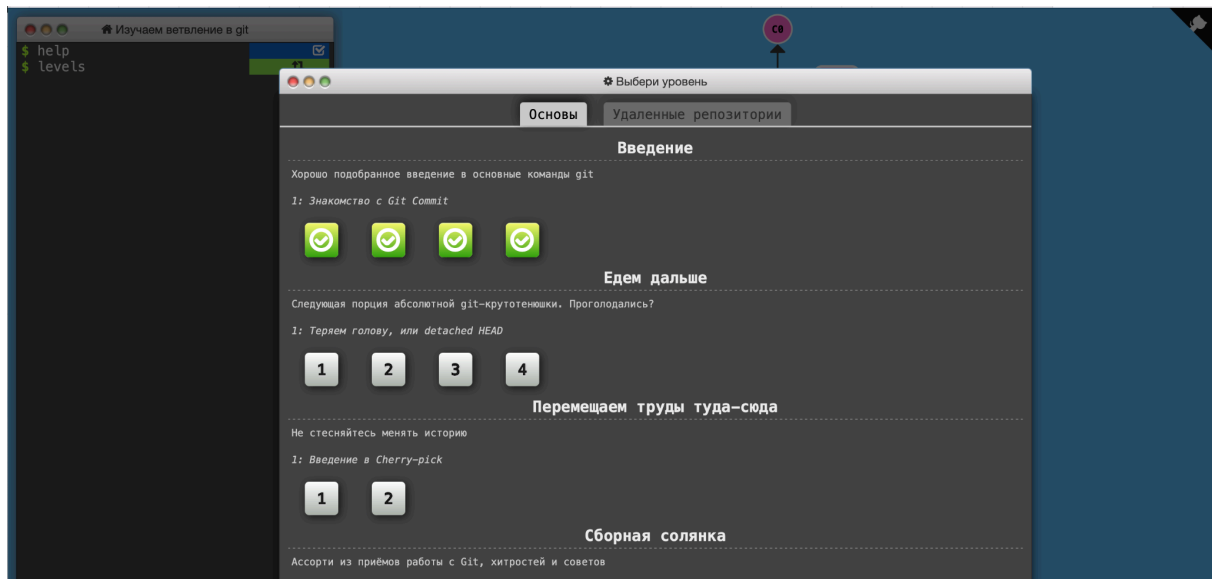 Изучаем ветвление в git
$ help
$ levels
C0
Выбери уровень
Основы
Удаленные репозитории
Введение
Хорошо подобранное введение в основные команды git
1: Знакомство с Git Commit
Едем дальше
Следующая порция абсолютной git-крутотенюшки. Проголодались?
1: Теряем голову, или detached HEAD
1 2 3 4
Перемещаем труды туда-сюда
Не стесняйтесь менять историю
1: Введение в Cherry-pick
1 2
Сборная солянка
Ассорти из приёмов работы с Git, хитростей и советов